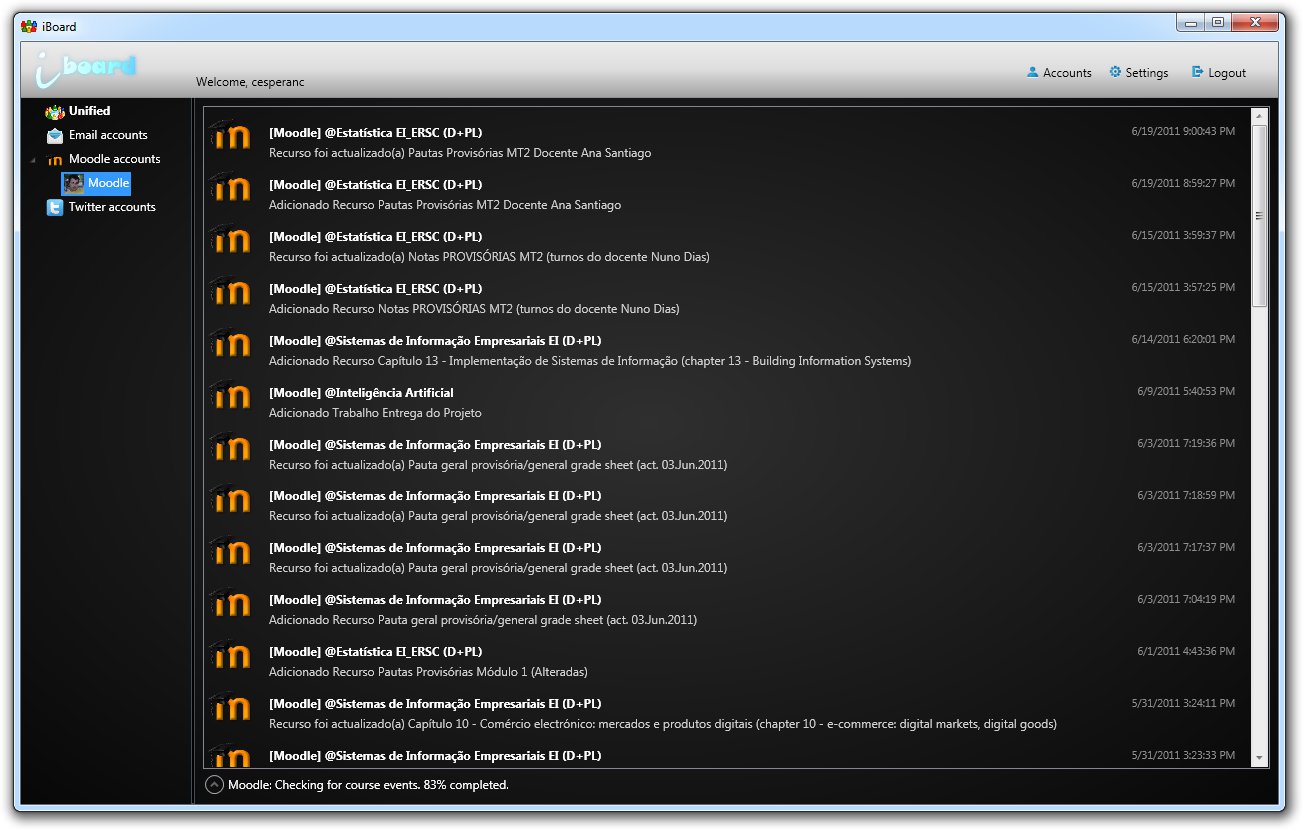 iBoard
iboard
Welcome, cesperanc
Accounts
Settings
Logout
Unified
Email accounts
Moodle accounts
Moodle
Twitter accounts
[Moodle] @Estatística EI_ERSC (D+PL)
6/19/2011 9:00:43 PM
Recurso foi actualizado(a) Pautas Provisórias MT2 Docente Ana Santiago
[Moodle] @Estatística EI_ERSC (D+PL)
6/19/2011 8:59:27 PM
Adicionado Recurso Pautas Provisórias MT2 Docente Ana Santiago
[Moodle] @Estatística EI_ERSC (D+PL)
6/15/2011 3:59:37 PM
Recurso foi actualizado(a) Notas PROVISÓRIAS MT2 (turnos do docente Nuno Dias)
[Moodle] @Estatística EI_ERSC (D+PL)
6/15/2011 3:57:25 PM
Adicionado Recurso Notas PROVISÓRIAS MT2 (turnos do docente Nuno Dias)
[Moodle] @Sistemas de Informação Empresariais EI (D+PL)
6/14/2011 6:20:01 PM
Adicionado Recurso Capítulo 13 - Implementação de Sistemas de Informação (chapter 13 - Building Information Systems)
[Moodle] @Inteligência Artificial
6/9/2011 5:40:53 PM
Adicionado Trabalho Entrega do Projeto
[Moodle] @Sistemas de Informação Empresariais EI (D+PL)
6/3/2011 7:19:36 PM
Recurso foi actualizado(a) Pauta geral provisória/general grade sheet (act. 03.Jun.2011)
[Moodle] @Sistemas de Informação Empresariais EI (D+PL)
6/3/2011 7:18:59 PM
Recurso foi actualizado(a) Pauta geral provisória/general grade sheet (act. 03.Jun.2011)
[Moodle] @Sistemas de Informação Empresariais EI (D+PL)
6/3/2011 7:17:37 PM
Recurso foi actualizado(a) Pauta geral provisória/general grade sheet (act. 03.Jun.2011)
[Moodle] @Sistemas de Informação Empresariais EI (D+PL)
6/3/2011 7:04:19 PM
Adicionado Recurso Pauta geral provisória/general grade sheet (act. 03.Jun.2011)
[Moodle] @Estatística EI_ERSC (D+PL)
6/1/2011 4:43:36 PM
Adicionado Recurso Pautas Provisórias Módulo 1 (Alteradas)
[Moodle] @Sistemas de Informação Empresariais EI (D+PL)
5/31/2011 3:24:11 PM
Recurso foi actualizado(a) Capítulo 10 - Comércio electrónico: mercados e produtos digitais (chapter 10 - e-commerce: digital markets, digital goods)
[Moodle] @Sistemas de Informação Empresariais EI (D+PL)
5/31/2011 3:23:33 PM
Moodle: Checking for course events. 83% completed.